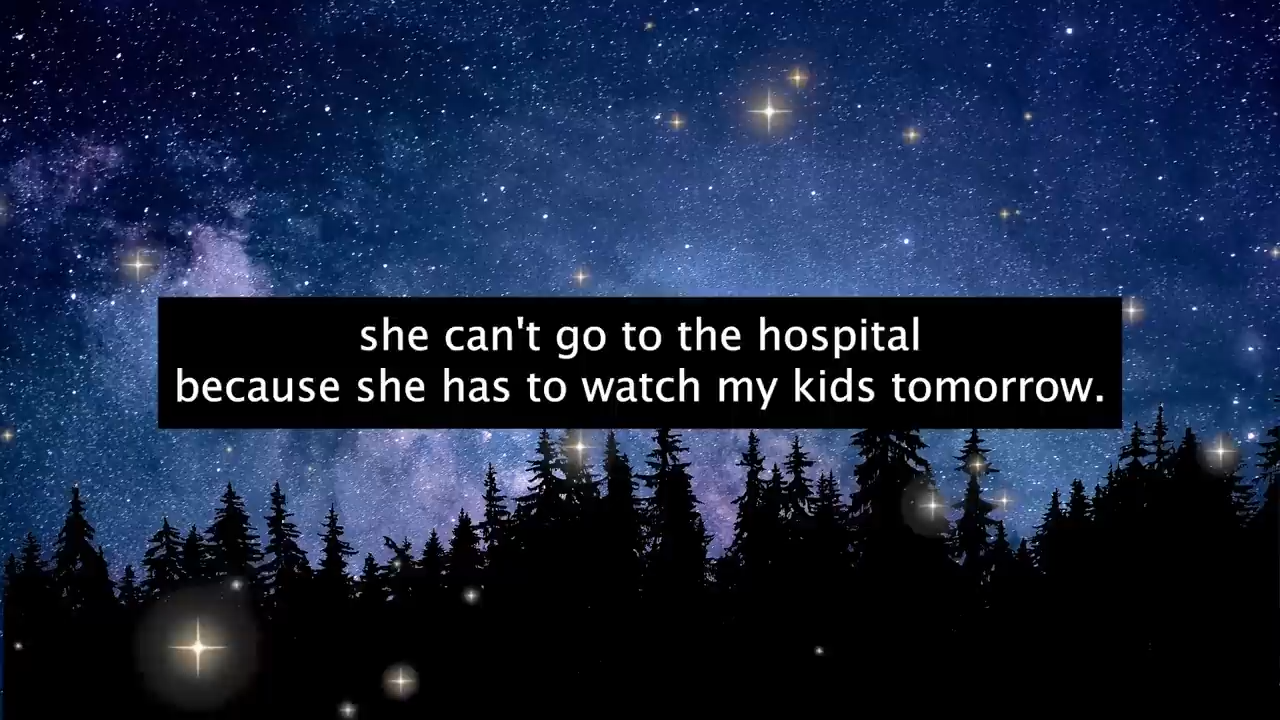 she can't go to the hospital
because she has to watch my kids tomorrow.